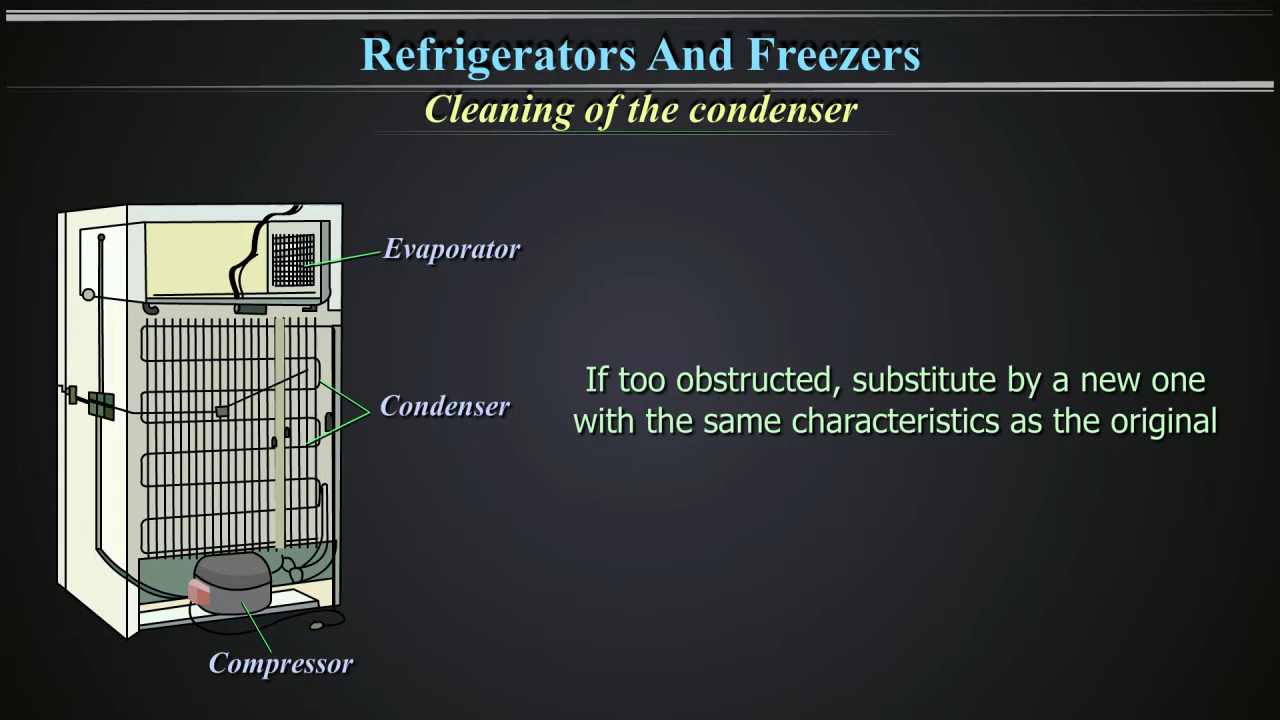 Refrigerators And Freezers
Cleaning of the condenser
Evaporator
Condenser
If too obstructed, substitute by a new one
with the same characteristics as the original
Compressor